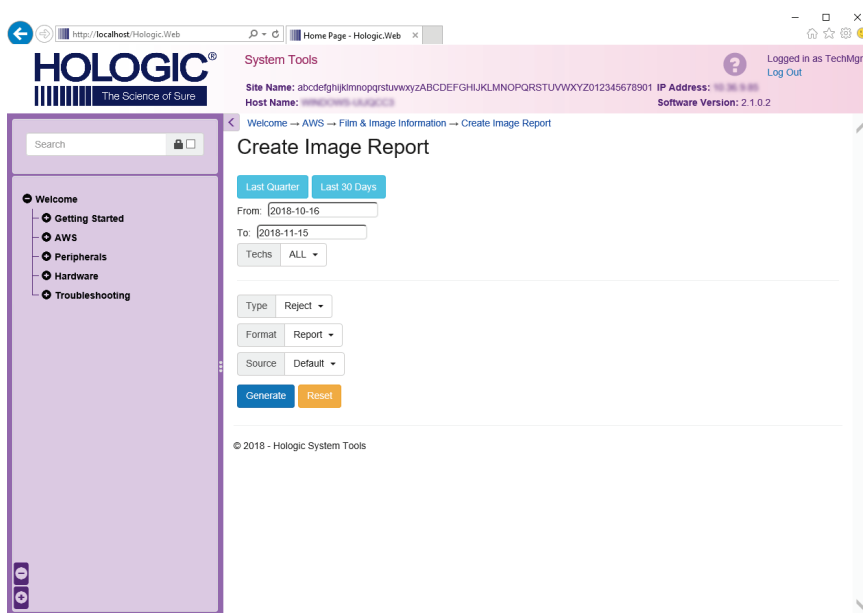 http://localhost/Hologic.Web
Home Page - Hologic.Web
HOLOGIC®
The Science of Sure
System Tools
Logged in as TechMgr
Log Out
Site Name: abcdefghijklmnopqrstuvwxyzABCDEFGHIJKLMNOPQRSTUVWXYZ012345678901 IP Address:
Host Name:
Software Version: 2.1.0.2
Welcome → AWS → Film & Image Information → Create Image Report
Search
Create Image Report
Last Quarter Last 30 Days
From: 2018-10-16
To: 2018-11-15
Techs ALL
Welcome
Getting Started
AWS
Peripherals
Hardware
Troubleshooting
Type Reject
Format Report
Source Default
Generate Reset
© 2018 - Hologic System Tools